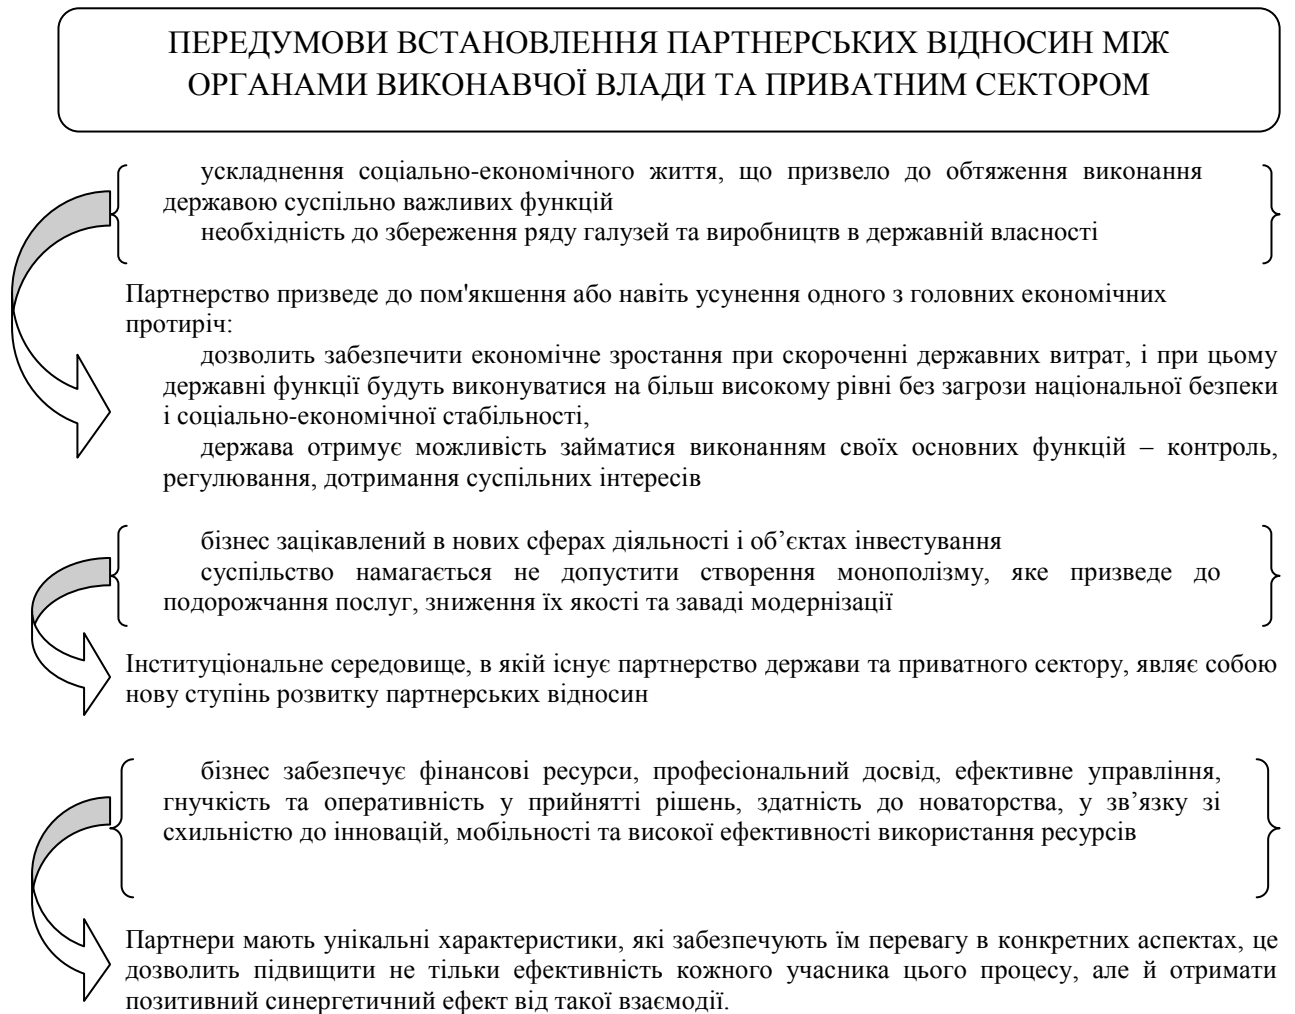 ПЕРЕДУМОВИ ВСТАНОВЛЕННЯ ПАРТНЕРСЬКИХ ВІДНОСИН МІЖ
ОРГАНАМИ ВИКОНАВЧОЇ ВЛАДИ ТА ПРИВАТНИМ СЕКТОРОМ
ускладнення соціально-економічного життя, що призвело до обтяження виконання
державою суспільно важливих функцій
необхідність до збереження ряду галузей та виробництв в державній власності
Партнерство призведе до пом'якшення або навіть усунення одного з головних економічних
протиріч:
дозволить забезпечити економічне зростання при скороченні державних витрат, і при цьому
державні функції будуть виконуватися на більш високому рівні без загрози національної безпеки
і соціально-економічної стабільності,
держава отримує можливість займатися виконанням своїх основних функцій – контроль,
регулювання, дотримання суспільних інтересів
бізнес зацікавлений в нових сферах діяльності і об’єктах інвестування
суспільство намагається не допустити створення монополізму, яке призведе до
подорожчання послуг, зниження їх якості та заваді модернізації
Інституціональне середовище, в якій існує партнерство держави та приватного сектору, являє собою
нову ступінь розвитку партнерських відносин
бізнес забезпечує фінансові ресурси, професіональний досвід, ефективне управління,
гнучкість та оперативність у прийнятті рішень, здатність до новаторства, у зв’язку зі
схильністю до інновацій, мобільності та високої ефективності використання ресурсів
Партнери мають унікальні характеристики, які забезпечують їм перевагу в конкретних аспектах, це
дозволить підвищити не тільки ефективність кожного учасника цього процесу, але й отримати
позитивний синергетичний ефект від такої взаємодії.